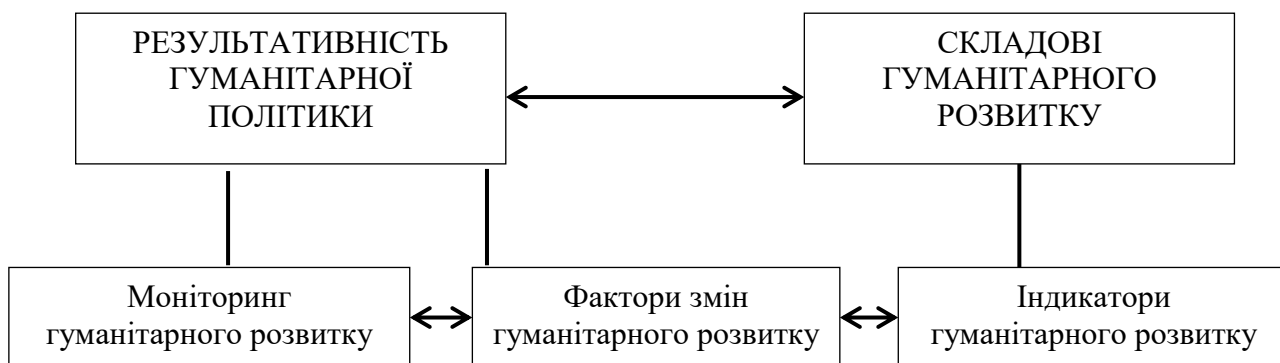 РЕЗУЛЬТАТИВНІСТЬ
ГУМАНІТАРНОЇ
ПОЛІТИКИ
СКЛАДОВІ
ГУМАНІТАРНОГО
РОЗВИТКУ
Моніторинг
гуманітарного розвитку
Фактори змін
гуманітарного розвитку
Індикатори
гуманітарного розвитку